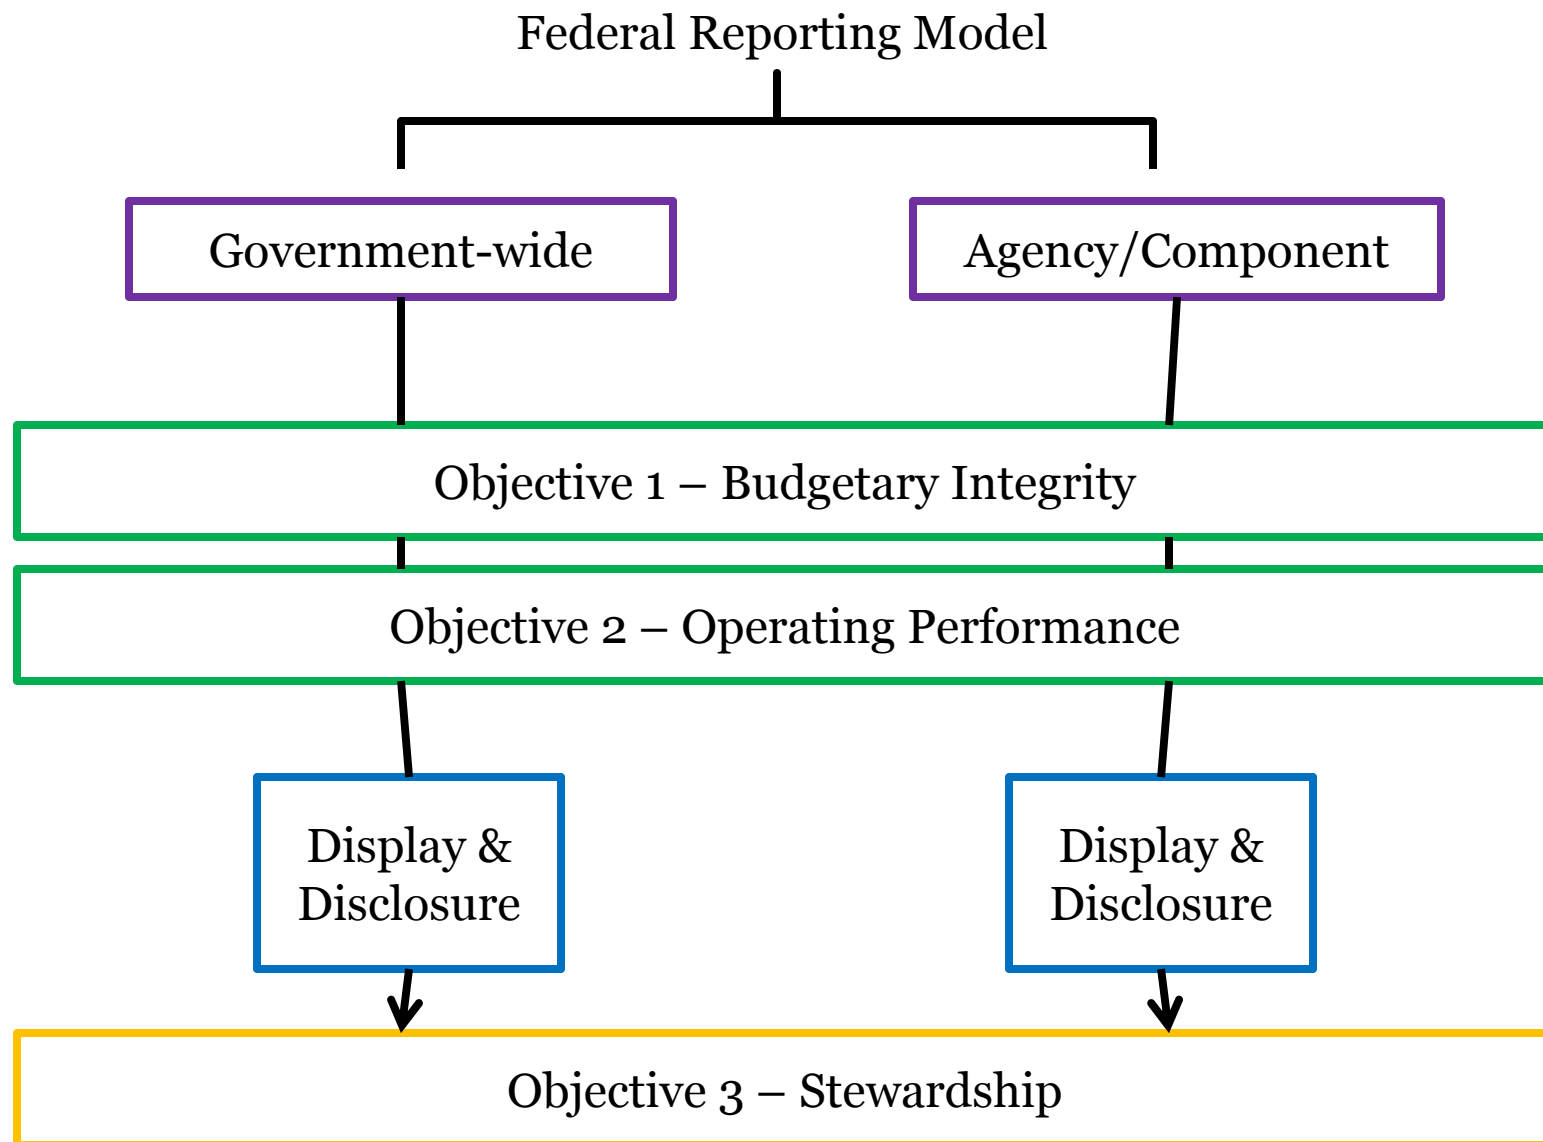 Federal Reporting Model
Government-wide
Agency/Component
Objective 1 – Budgetary Integrity
Objective 2 – Operating Performance
Display &
Disclosure
Display &
Disclosure
Objective 3 – Stewardship